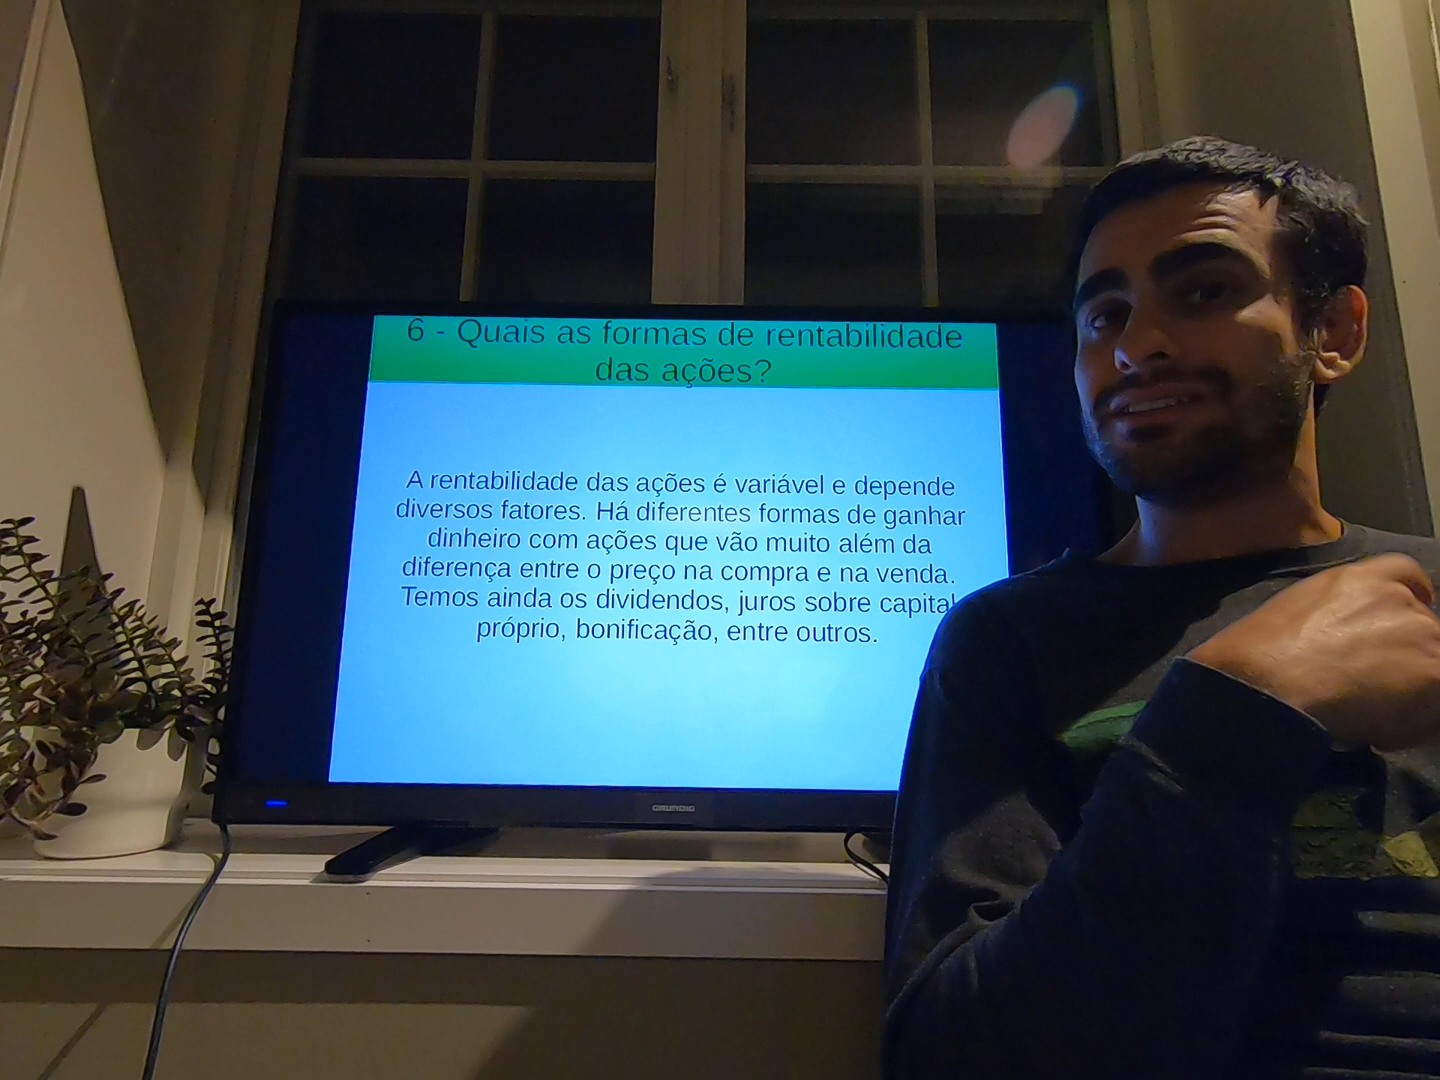 6 - Quais as formas de rentabilidade
das ações?
A rentabilidade das ações é variável e depende
diversos fatores. Há diferentes formas de ganhar
dinheiro com ações que vão muito além da
diferença entre o preço na compra e na venda.
Temos ainda os dividendos, juros sobre capital
próprio, bonificação, entre outros.
GRUNDIG